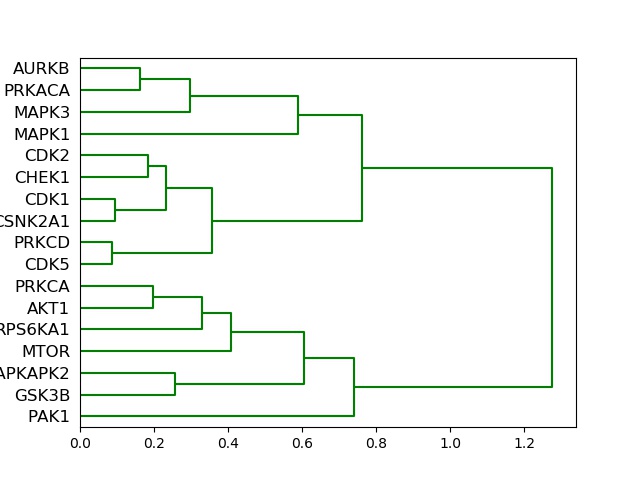 AURKB
PRKACA
MAPK3
MAPK1
CDK2
CHEK1
CDK1
CSNK2A1
PRKCD
CDK5
PRKCA
AKT1
RPS6KA1
MTOR
APKAPK2
GSK3B
PAK1
0.0 0.2 0.4 0.6 0.8 1.0 1.2